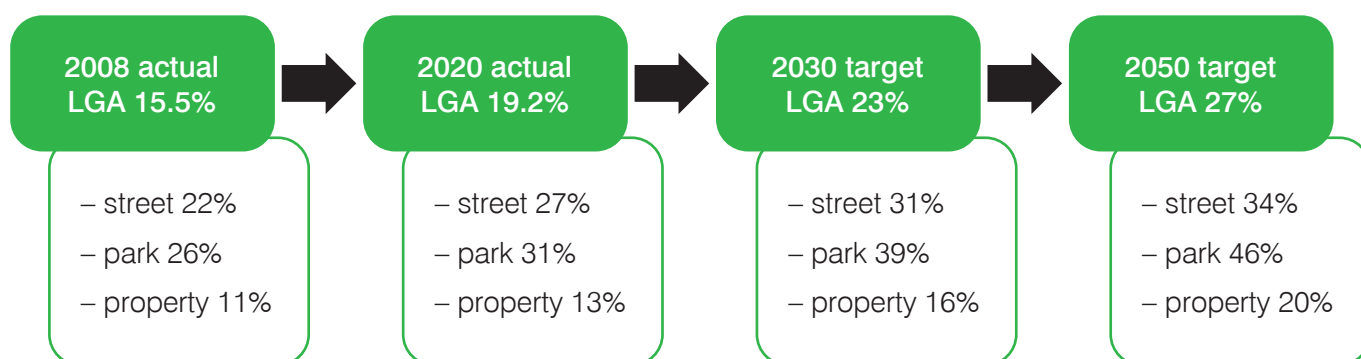 2008 actual
LGA 15.5%
– street 22%
– park 26%
– property 11%
2020 actual
LGA 19.2%
– street 27%
– park 31%
– property 13%
2030 target
LGA 23%
– street 31%
– park 39%
– property 16%
2050 target
LGA 27%
– street 34%
– park 46%
– property 20%